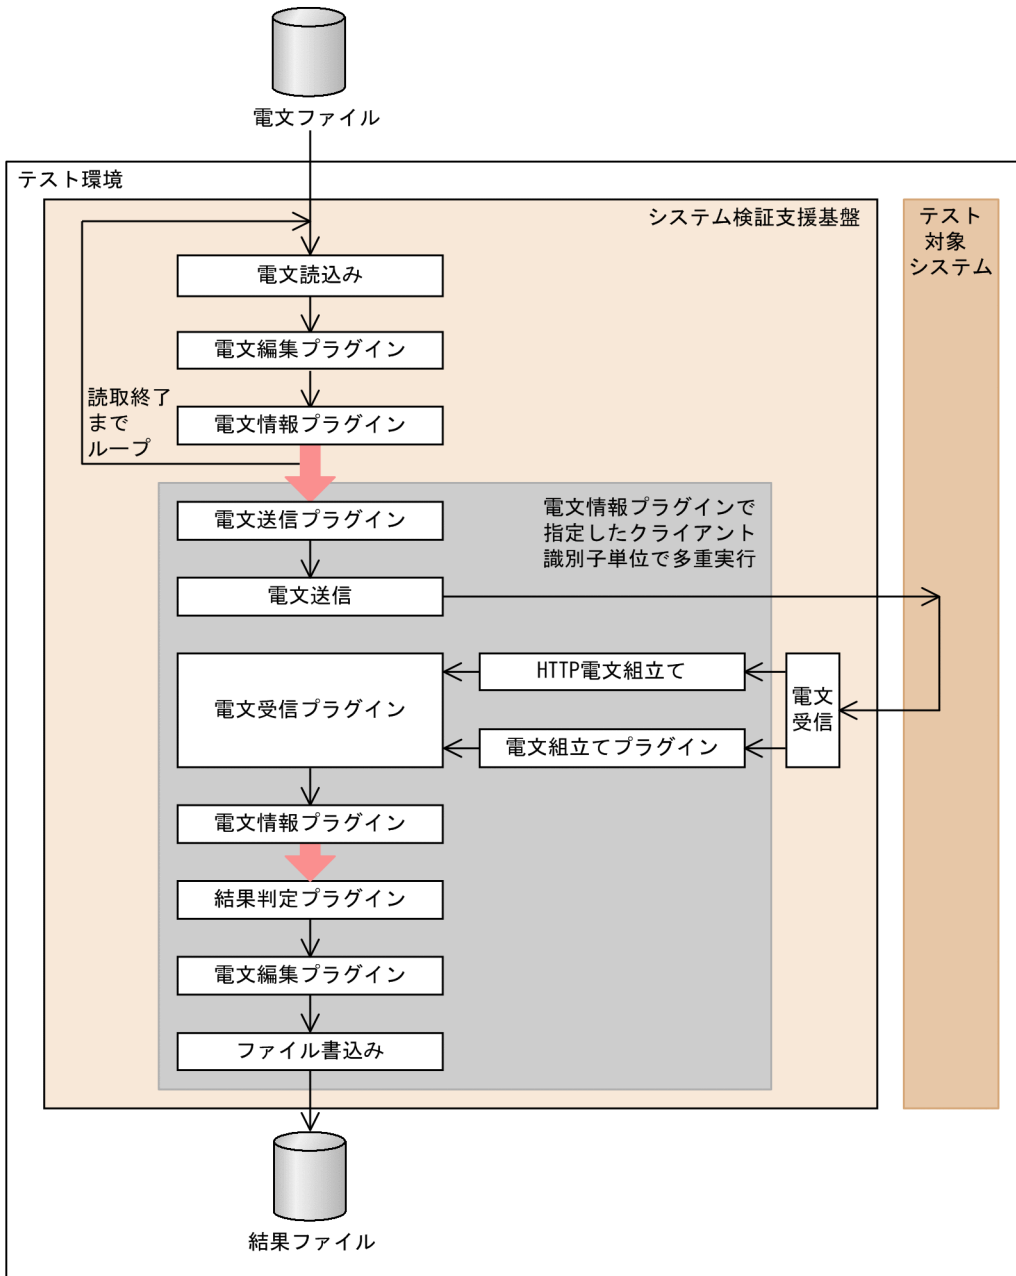 電文ファイル
テスト環境
システム検証支援基盤
テスト
対象
システム
電文読込み
電文編集プラグイン
読取終了
まで
ループ
電文情報プラグイン
電文情報プラグインで
指定したクライアント
識別子単位で多重実行
電文送信プラグイン
電文送信
HTTP電文組立て
電文
受信
電文受信プラグイン
電文組立てプラグイン
電文情報プラグイン
結果判定プラグイン
電文編集プラグイン
ファイル書込み
結果ファイル